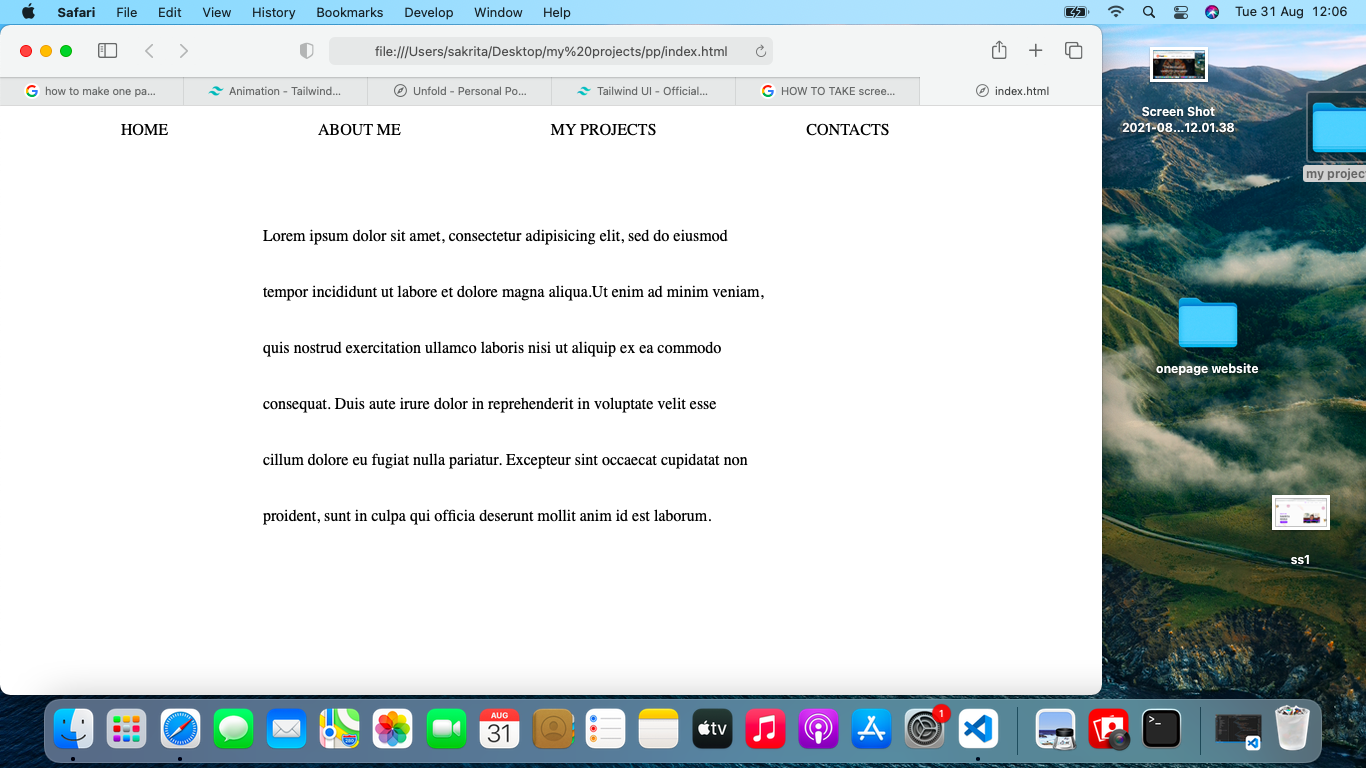 Safari File Edit View History Bookmarks Develop Window Help Tue 31 Aug 12:06
file:///Users/sakrita/Desktop/my%20projects/pp/index.html
how to make one pa... Animation - Tailwind... Unfold - Personal Po... Tailwind UI - Official... HOW TO TAKE scree... index.html
HOME ABOUT ME MY PROJECTS CONTACTS
Lorem ipsum dolor sit amet, consectetur adipisicing elit, sed do eiusmod
tempor incididunt ut labore et dolore magna aliqua.Ut enim ad minim veniam,
quis nostrud exercitation ullamco laboris nisi ut aliquip ex ea commodo
consequat. Duis aute irure dolor in reprehenderit in voluptate velit esse
cillum dolore eu fugiat nulla pariatur. Excepteur sint occaecat cupidatat non
proident, sunt in culpa qui officia deserunt mollit anim id est laborum.
Screen Shot
2021-08...12.01.38
my projec
onepage website
ss1
AUG
31
tv
1
>_